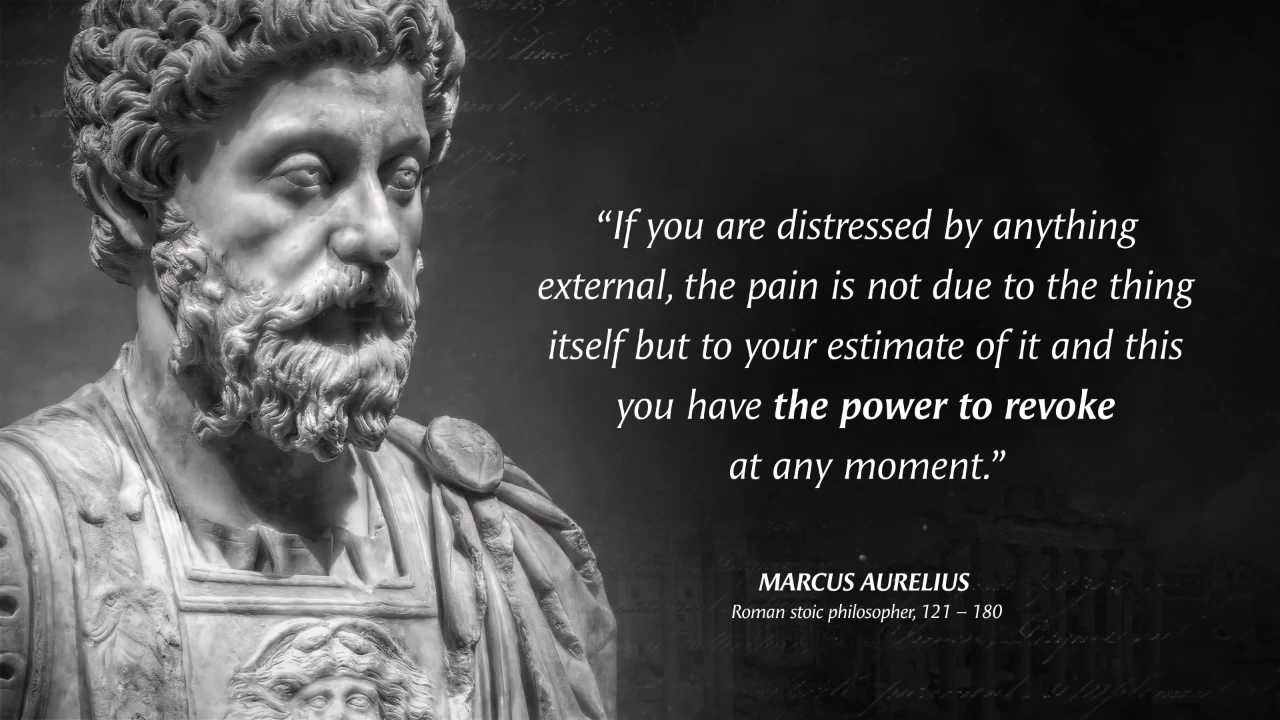 “If you are distressed by anything
external, the pain is not due to the thing
itself but to your estimate of it and this
you have the power to revoke
at any moment.”
MARCUS AURELIUS
Roman stoic philosopher, 121 – 180